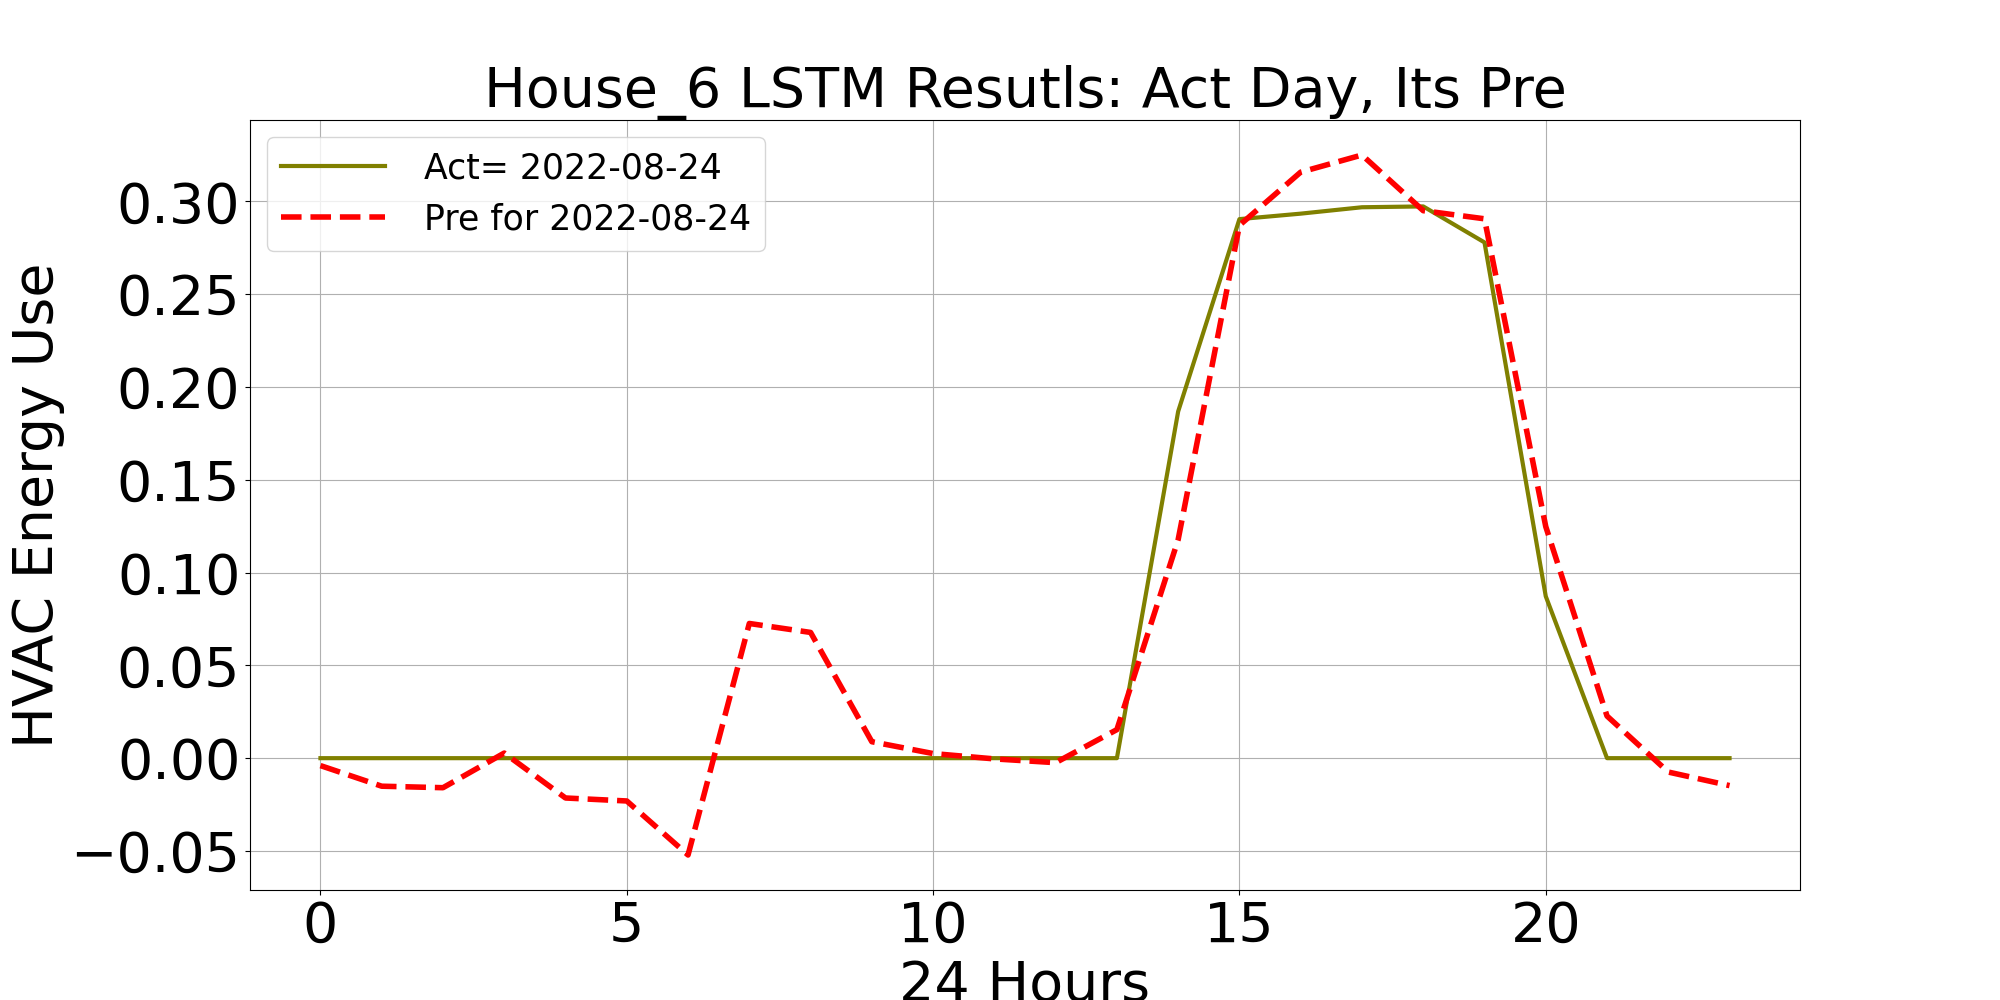 House_6 LSTM Resutls: Act Day, Its Pre
Act= 2022-08-24
Pre for 2022-08-24
HVAC Energy Use
0.30
0.25
0.20
0.15
0.10
0.05
0.00
−0.05
0 5 10 15 20
24 Hours